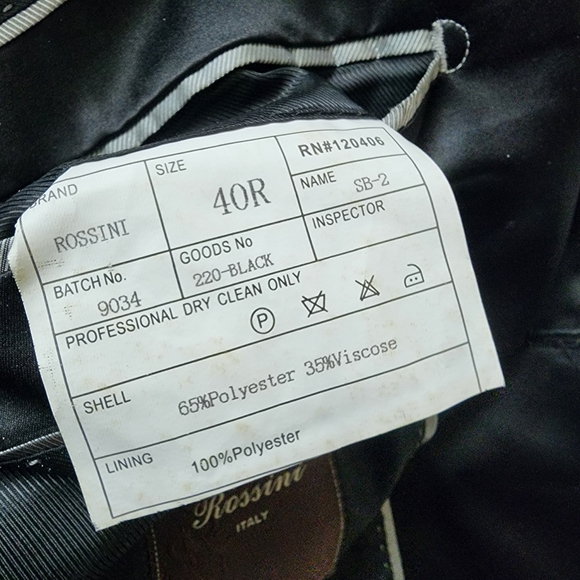 BRAND
ROSSINI
SIZE
40R
RN#120406
NAME SB-2
INSPECTOR
BATCH No.
9034
GOODS No
220-BLACK
PROFESSIONAL DRY CLEAN ONLY
P
SHELL
65%Polyester 35%Viscose
LINING
100%Polyester
Rossini
ITALY